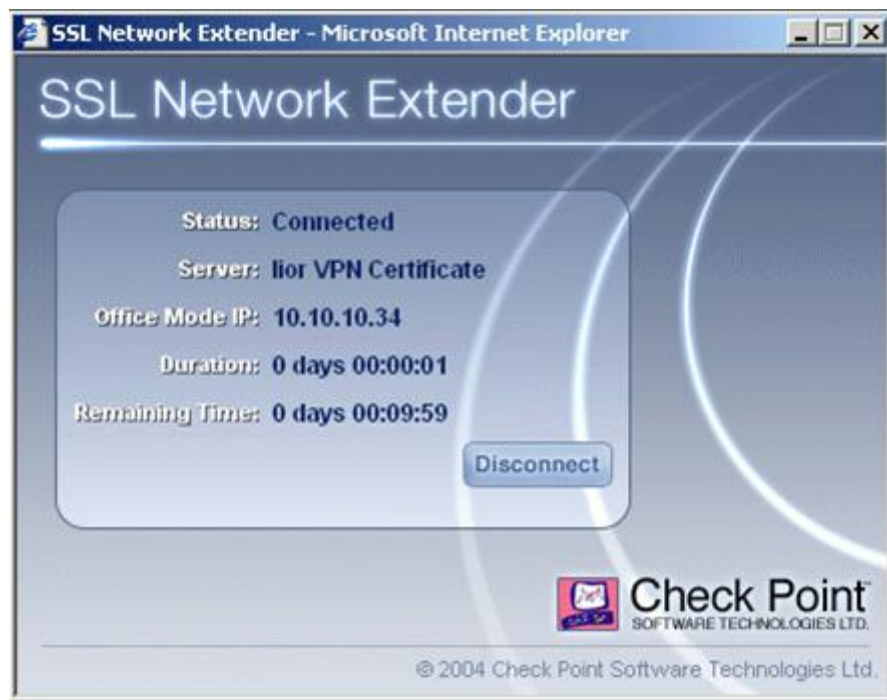 SSL Network Extender - Microsoft Internet Explorer
SSL Network Extender
Status: Connected
Server: lior VPN Certificate
Office Mode IP: 10.10.10.34
Duration: 0 days 00:00:01
Remaining Time: 0 days 00:09:59
Disconnect
Check Point™
SOFTWARE TECHNOLOGIES LTD.
© 2004 Check Point Software Technologies Ltd.